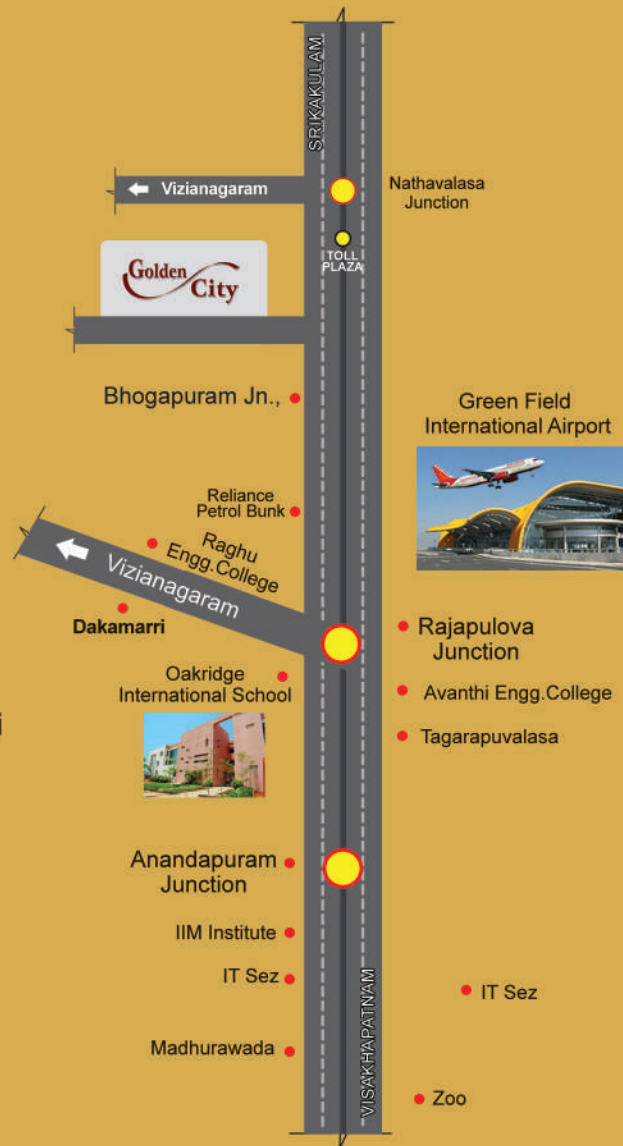 SRIKAKULAM
Vizianagaram
Nathavalasa
Junction
TOLL
PLAZA
Golden
City
Bhogapuram Jn.,
Green Field
International Airport
Reliance
Petrol Bunk
Raghu
Engg.College
Vizianagaram
Dakamarri
Rajapulova
Junction
Oakridge
International School
Avanthi Engg.College
Tagarapuvalasa
i
Anandapuram
Junction
IIM Institute
IT Sez
IT Sez
VISAKHAPATNAM
Madhurawada
Zoo